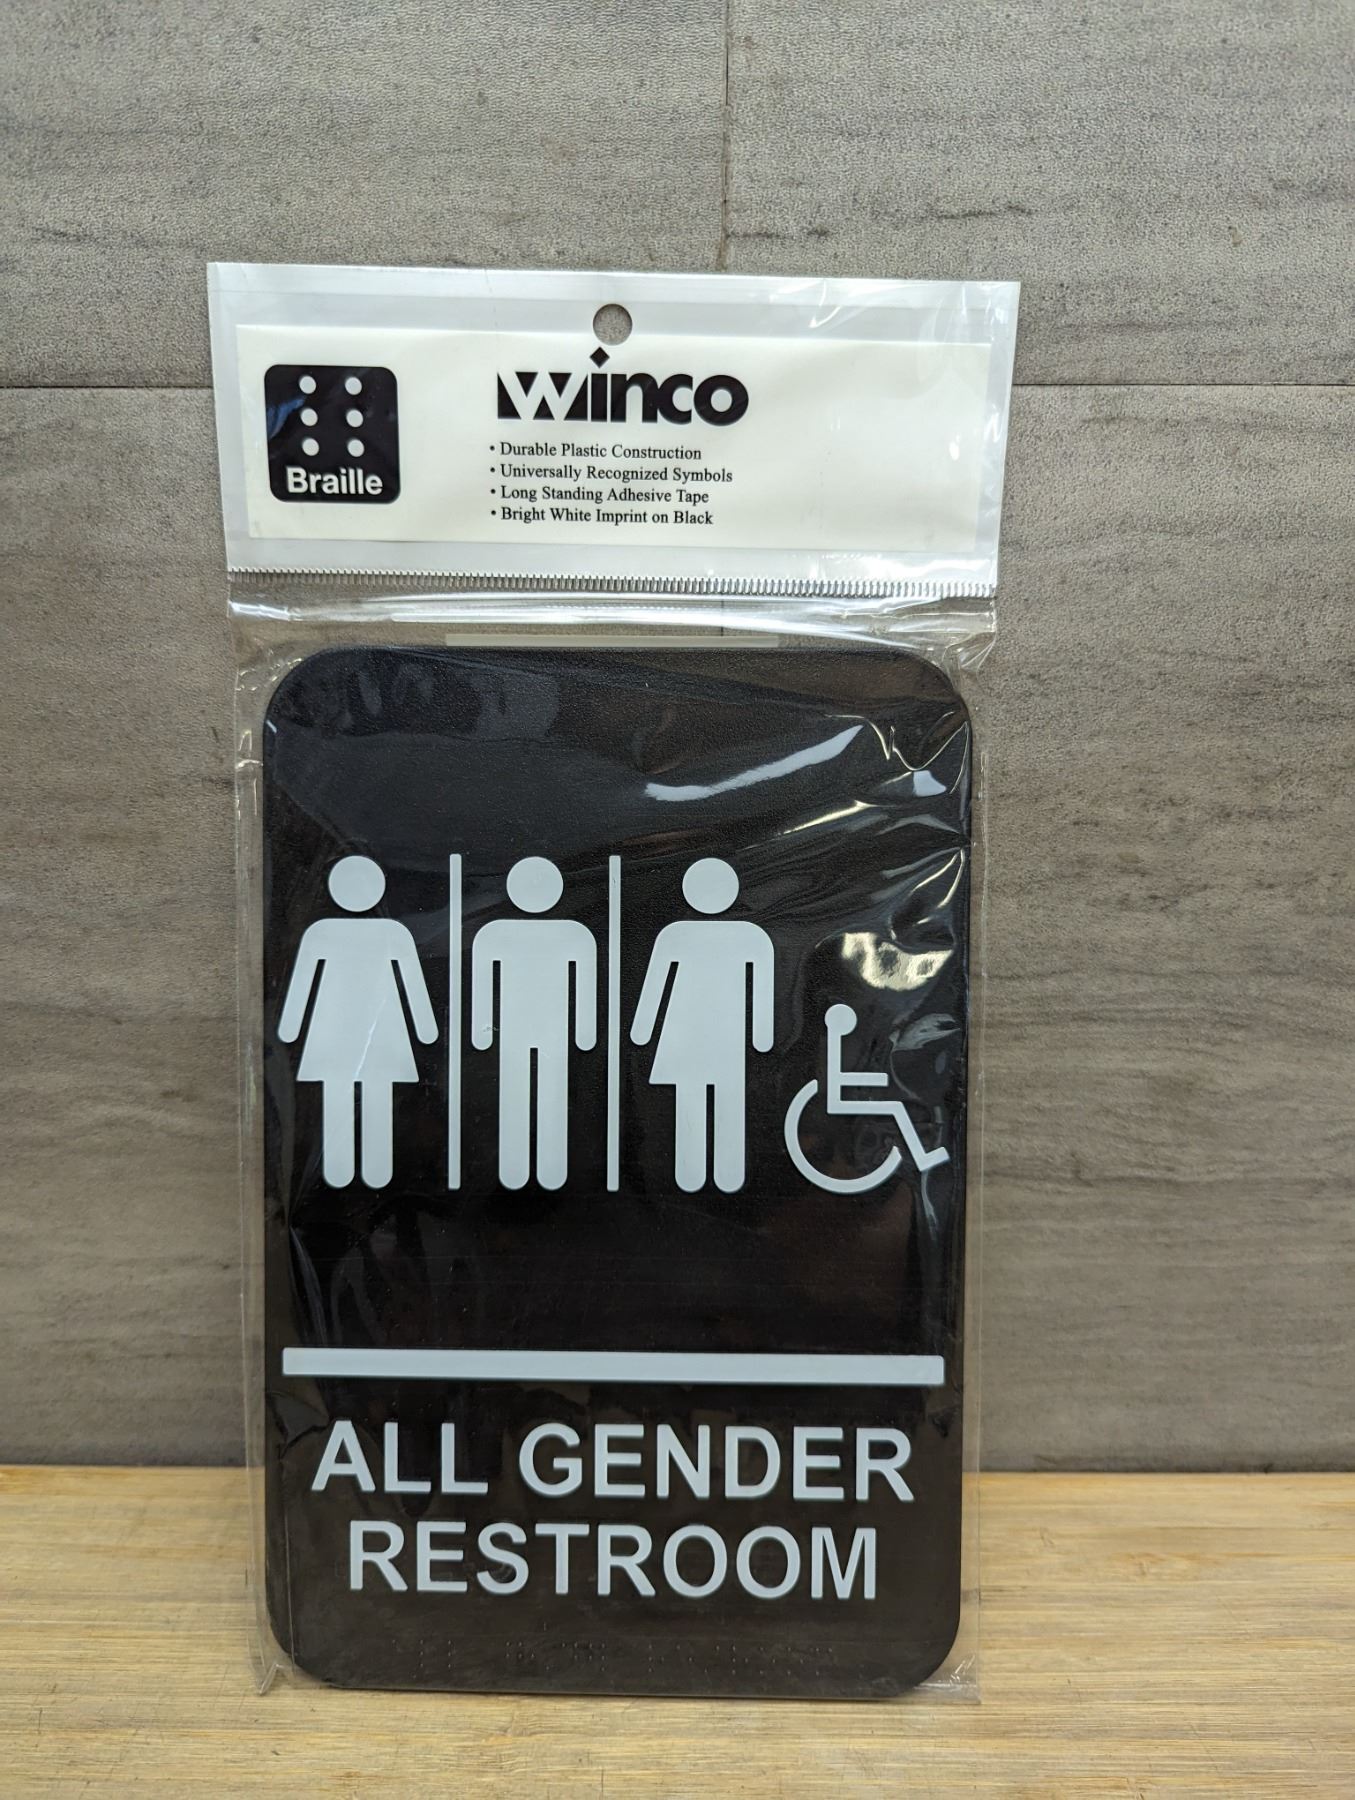 winco
• Durable Plastic Construction
• Universally Recognized Symbols
• Long Standing Adhesive Tape
• Bright White Imprint on Black
Braille
ALL GENDER
RESTROOM